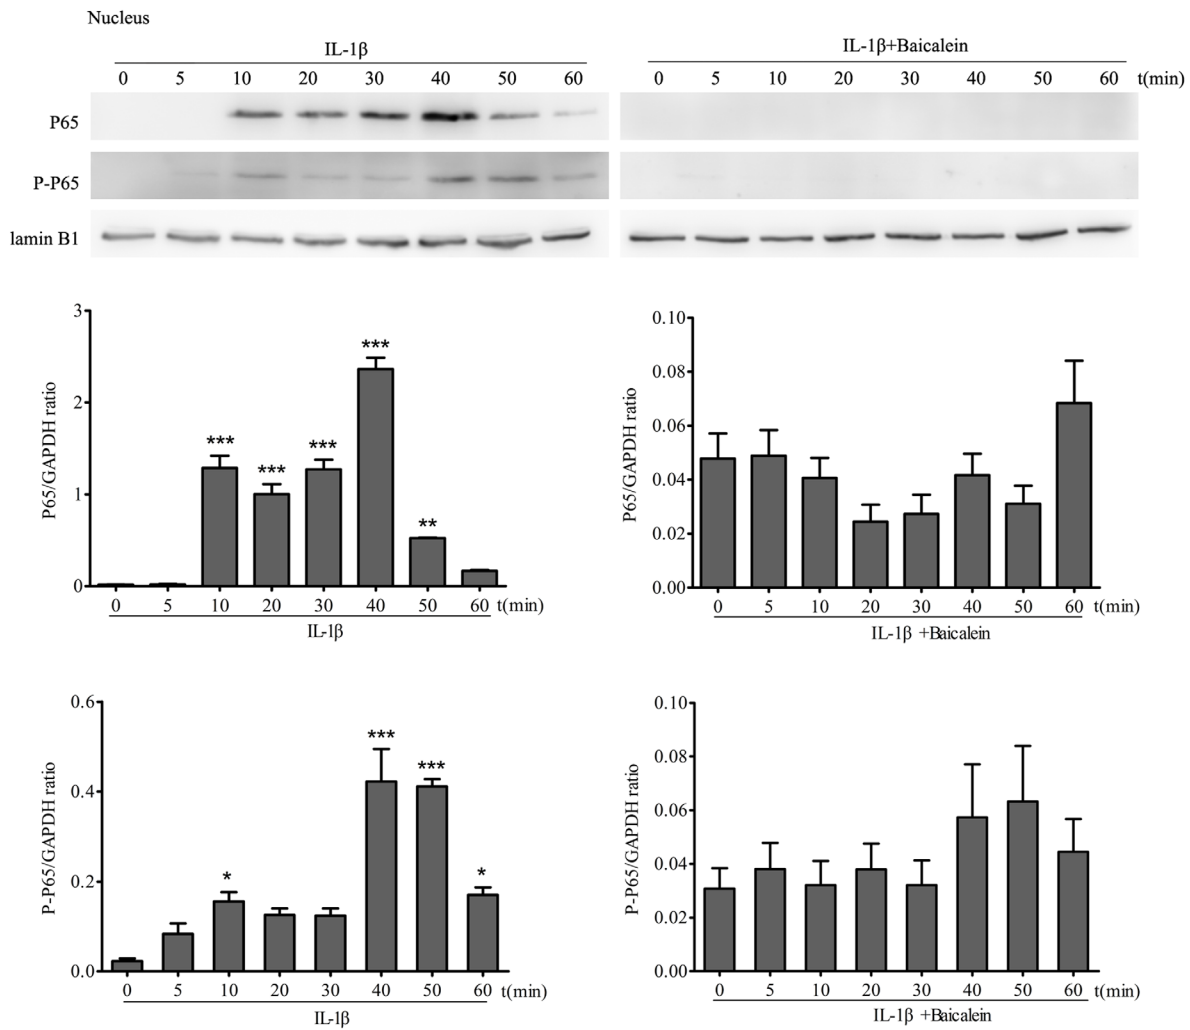 Nucleus
IL-1β
IL-1β+Baicalein
0 5 10 20 30 40 50 60
0 5 10 20 30 40 50 60 t(min)
P65
P-P65
lamin B1
P65/GAPDH ratio
3
2
1
0
***
***
***
***
**
0 5 10 20 30 40 50 60 t(min)
IL-1β
P65/GAPDH ratio
0.10
0.08
0.06
0.04
0.02
0.00
0 5 10 20 30 40 50 60 t(min)
IL-1β +Baicalein
P-P65/GAPDH ratio
0.6
0.4
0.2
0.0
*
***
***
*
0 5 10 20 30 40 50 60 t(min)
IL-1β
P-P65/GAPDH ratio
0.10
0.08
0.06
0.04
0.02
0.00
0 5 10 20 30 40 50 60 t(min)
IL-1β +Baicalein